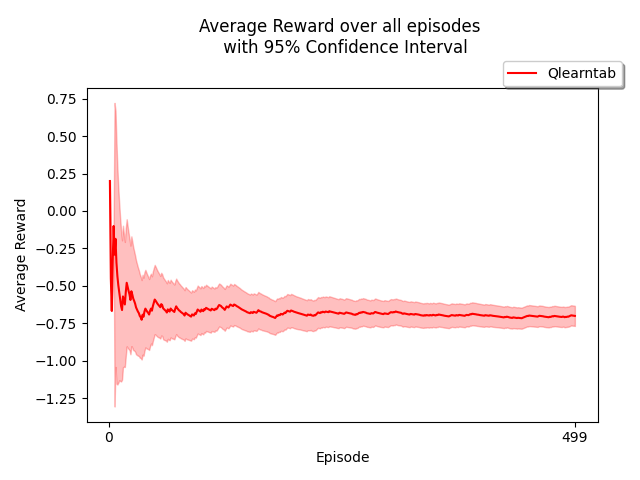 Average Reward over all episodes
with 95% Confidence Interval
Qlearntab
0.75
0.50
0.25
0.00
−0.25
−0.50
−0.75
−1.00
−1.25
Average Reward
0 499
Episode